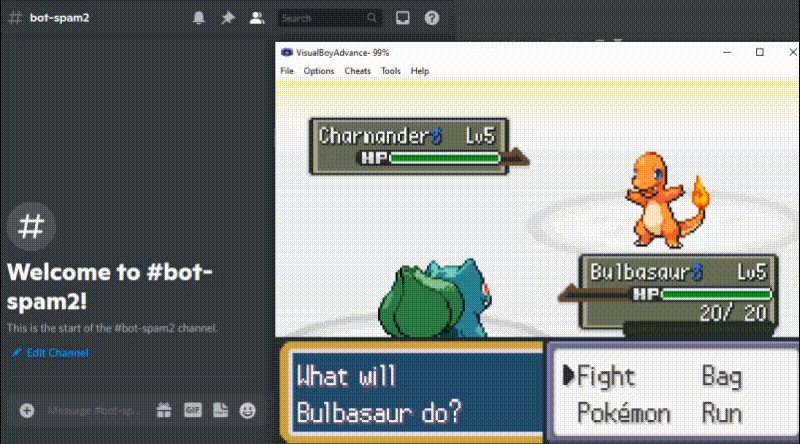 # bot-spam2
Search
VisualBoyAdvance- 99%
File Options Cheats Tools Help
Charmander♂ Lv5
HP
Bulbasaur♂ Lv5
HP
20/ 20
#
Welcome to #bot-
spam2!
This is the start of the #bot-spam2 channel.
Edit Channel
Message #bot-sp...
GIF
What will
Bulbasaur do?
Fight Bag
Pokémon Run